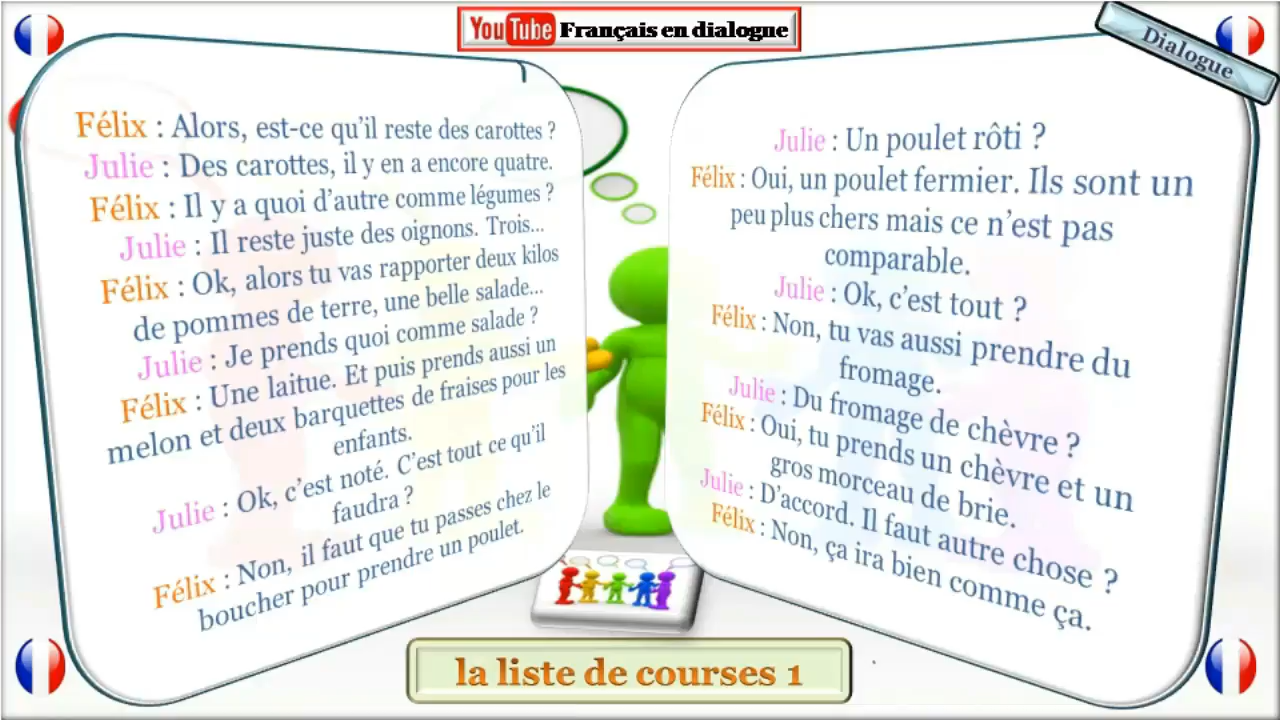 YouTube Français en dialogue
Dialogue
Félix : Alors, est-ce qu'il reste des carottes ?
Julie : Des carottes, il y en a encore quatre.
Félix : Il y a quoi d'autre comme légumes ?
Julie : Il reste juste des oignons. Trois...
Félix : Ok, alors tu vas rapporter deux kilos
de pommes de terre, une belle salade...
Julie : Je prends quoi comme salade ?
Félix : Une laitue. Et puis prends aussi un
melon et deux barquettes de fraises pour les
enfants.
Julie : Ok, c'est noté. C'est tout ce qu'il
faudra ?
Félix : Non, il faut que tu passes chez le
boucher pour prendre un poulet.
Julie : Un poulet rôti ?
Félix : Oui, un poulet fermier. Ils sont un
peu plus chers mais ce n'est pas
comparable.
Julie : Ok, c'est tout ?
Félix : Non, tu vas aussi prendre du
fromage.
Julie : Du fromage de chèvre ?
Félix : Oui, tu prends un chèvre et un
gros morceau de brie.
Julie : D'accord. Il faut autre chose ?
Félix : Non, ça ira bien comme ça.
la liste de courses 1